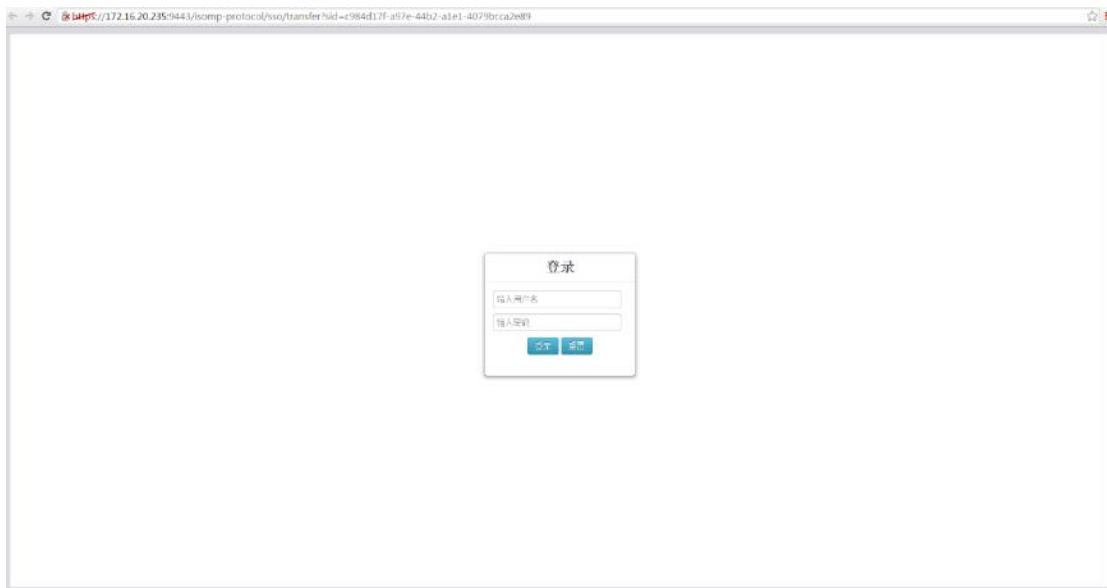 https://172.16.20.235:9443/isomp-protocol/sso/transfer?sid=c984d17f-a97e-44b2-a1e1-4079bcca2e89
登录
输入用户名
输入密码
登录 重置